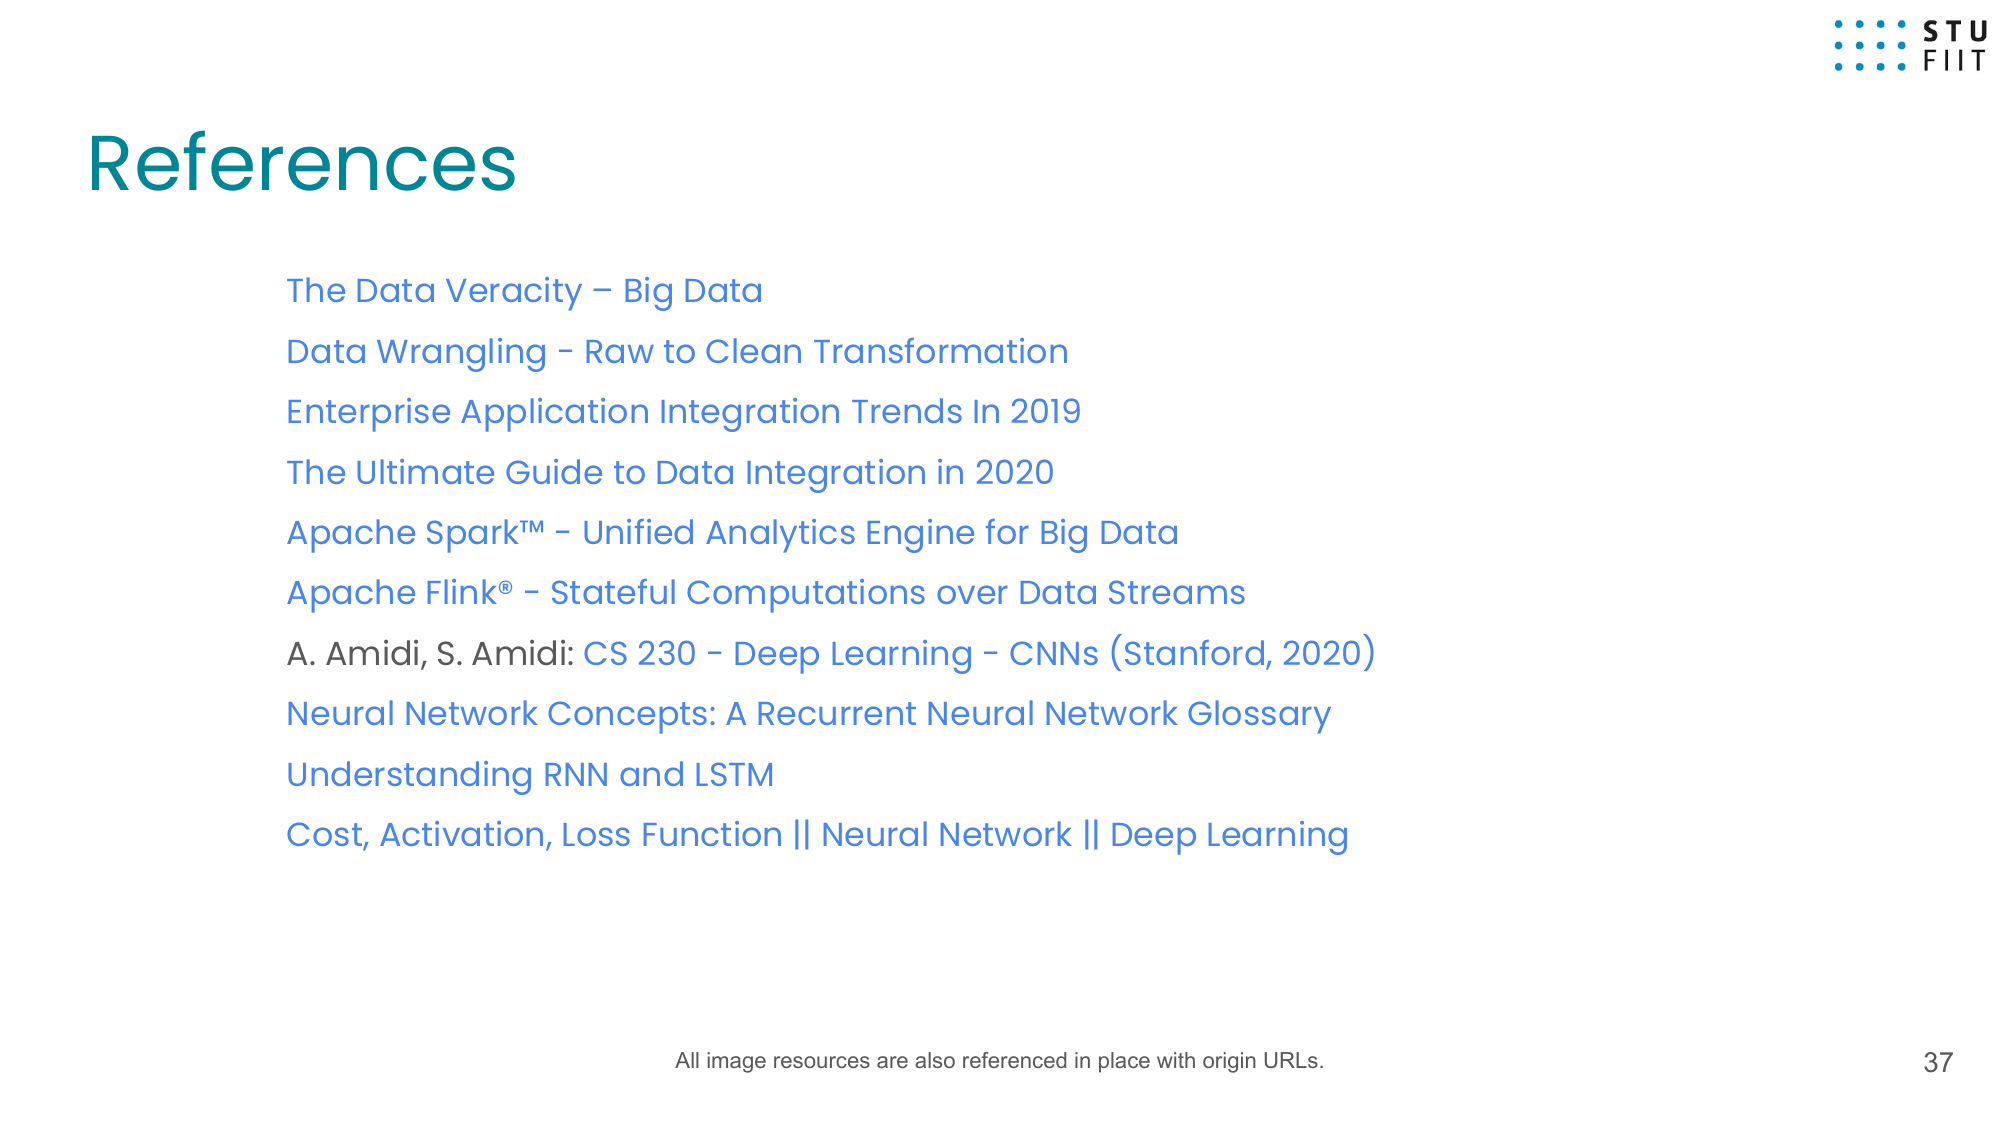 STU
FIIT
References
The Data Veracity – Big Data
Data Wrangling - Raw to Clean Transformation
Enterprise Application Integration Trends In 2019
The Ultimate Guide to Data Integration in 2020
Apache Spark™ - Unified Analytics Engine for Big Data
Apache Flink® - Stateful Computations over Data Streams
A. Amidi, S. Amidi: CS 230 - Deep Learning - CNNs (Stanford, 2020)
Neural Network Concepts: A Recurrent Neural Network Glossary
Understanding RNN and LSTM
Cost, Activation, Loss Function || Neural Network || Deep Learning
All image resources are also referenced in place with origin URLs.
37